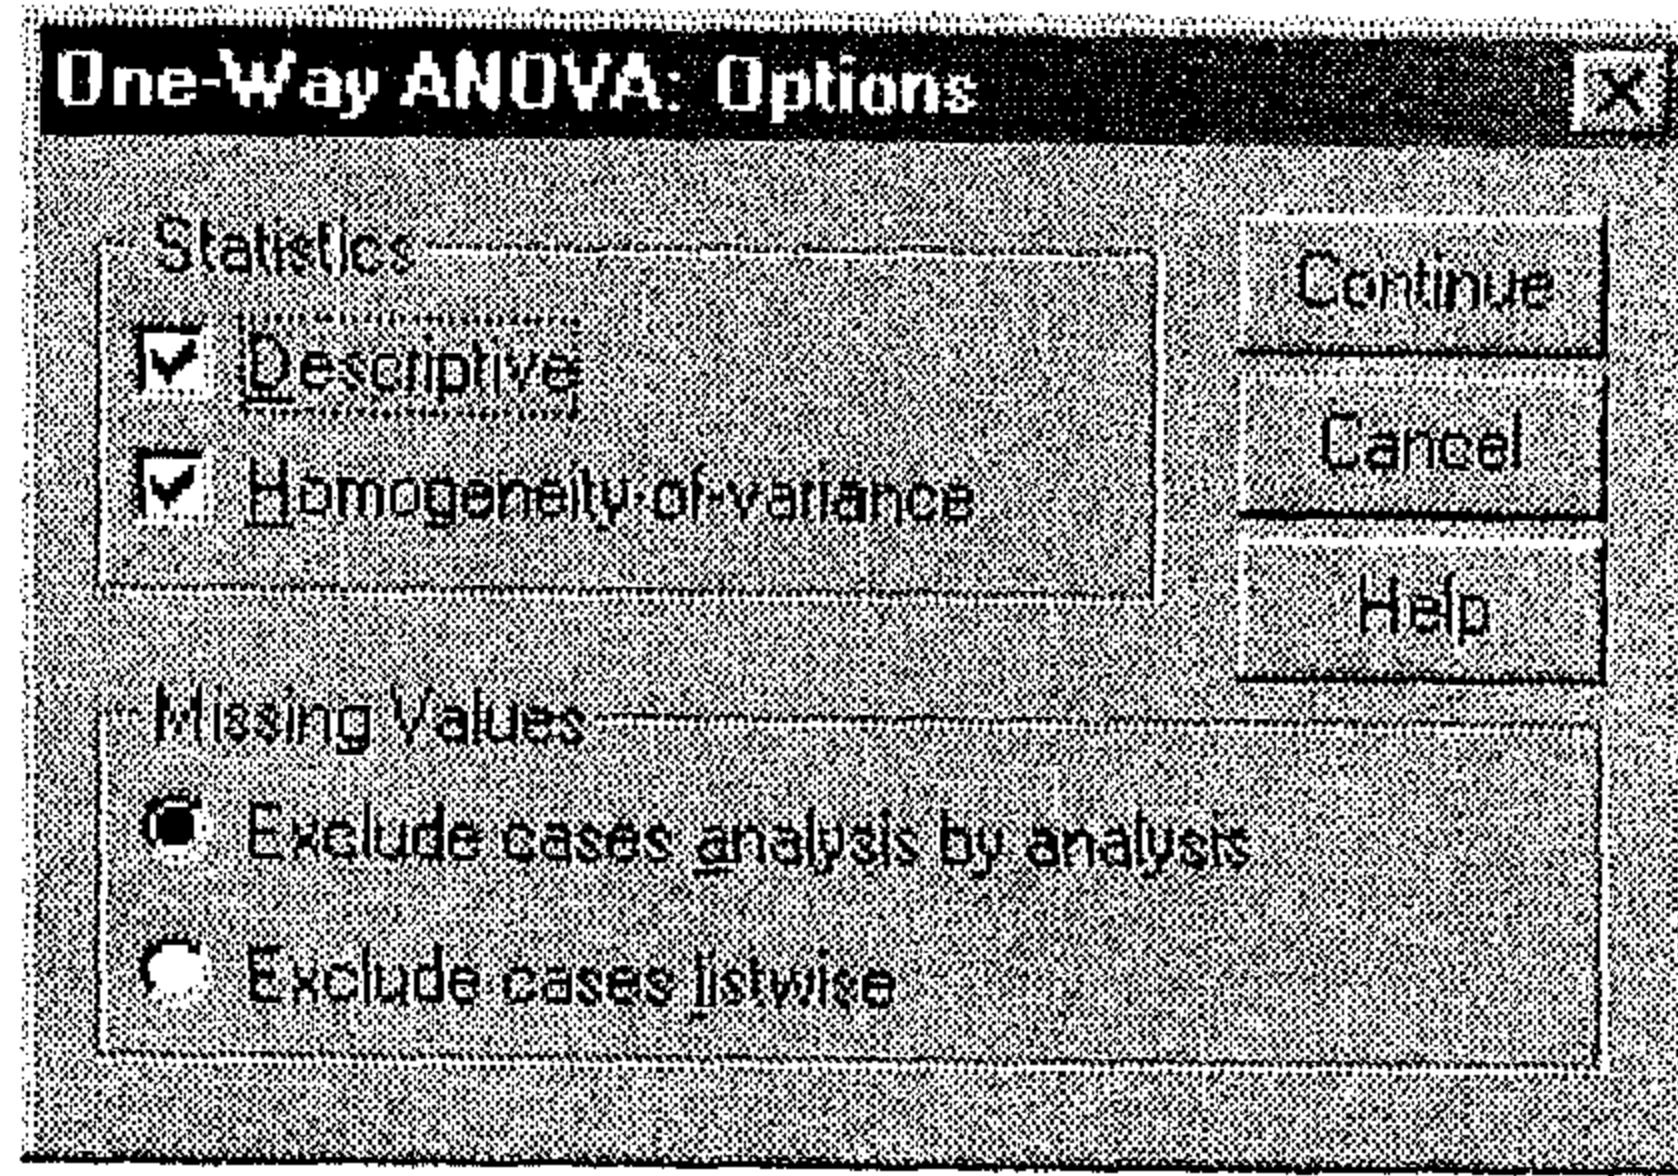 One-Way ANOVA: Options
Statistics
Descriptive
Homogeneity-of-variance
Continue
Cancel
Help
Missing Values
Exclude cases analysis by analysis
Exclude cases listwise